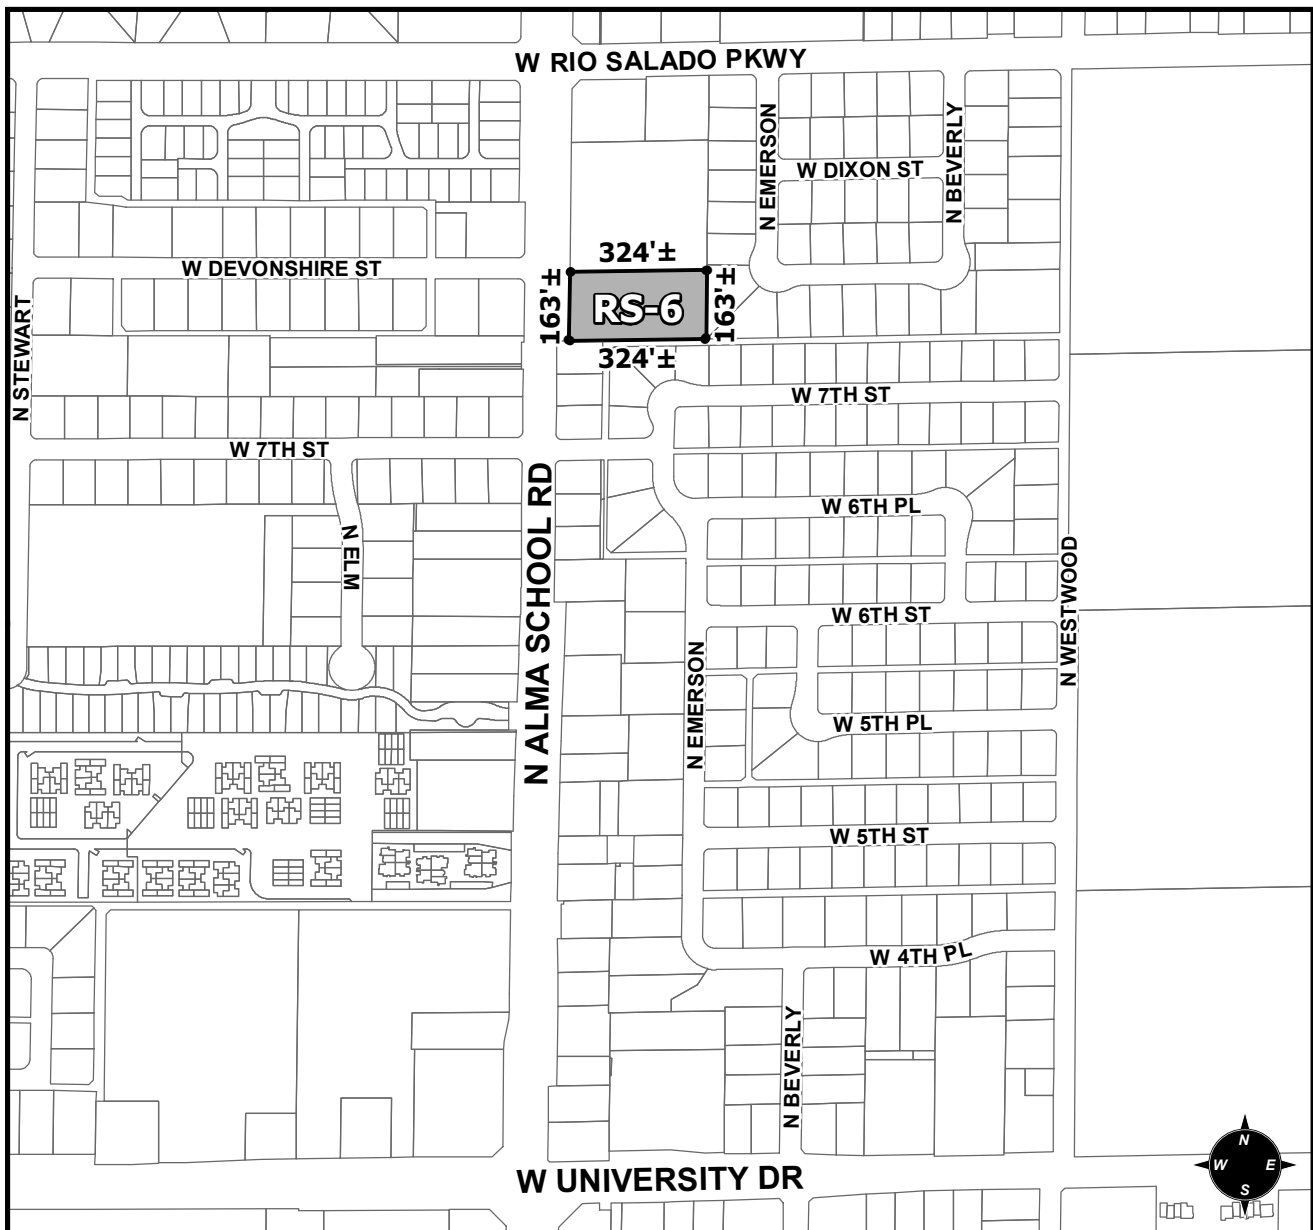 W RIO SALADO PKWY
N EMERSON
N BEVERLY
W DIXON ST
324'±
W DEVONSHIRE ST
163'±
RS-6
163'±
N STEWART
324'±
W 7TH ST
W 7TH ST
N ALMA SCHOOL RD
W 6TH PL
N ELM
N WESTWOOD
W 6TH ST
N EMERSON
W 5TH PL
W 5TH ST
W 4TH PL
N BEVERLY
W UNIVERSITY DR
N
W E
S